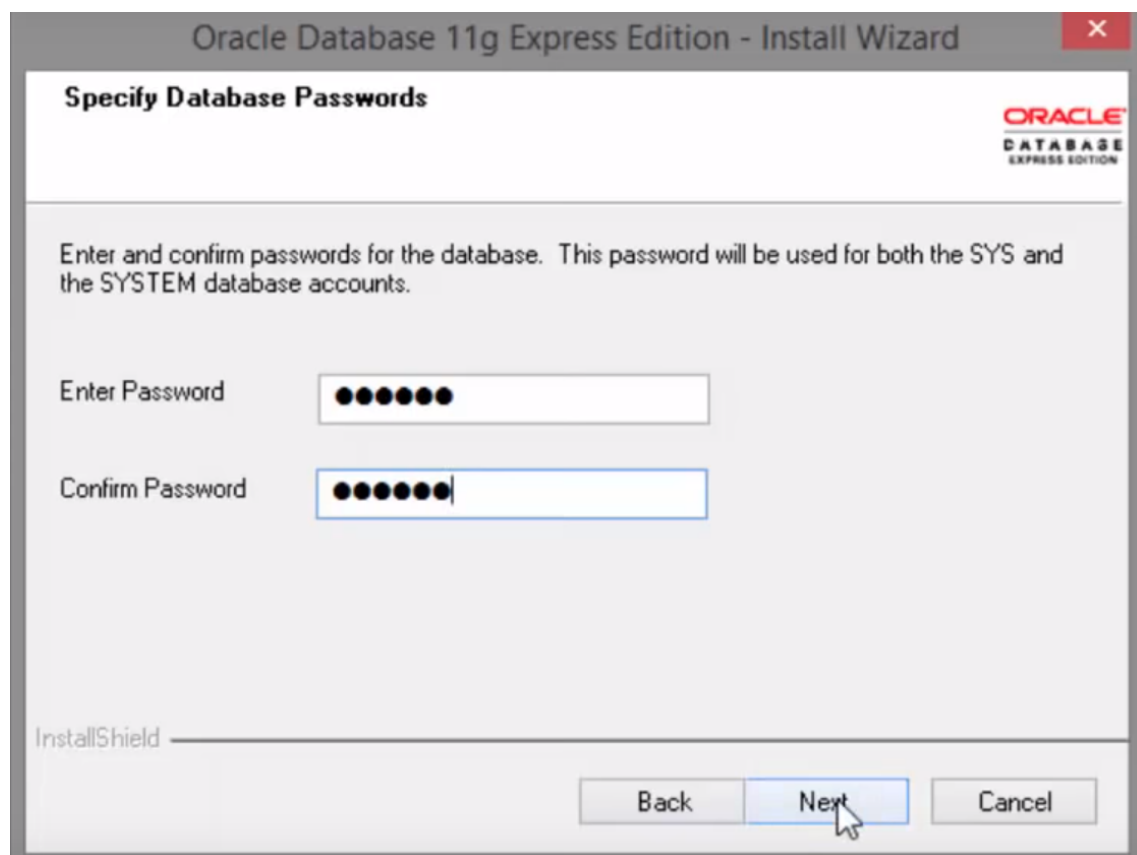 Oracle Database 11g Express Edition - Install Wizard
Specify Database Passwords
ORACLE
DATABASE
EXPRESS EDITION
Enter and confirm passwords for the database. This password will be used for both the SYS and
the SYSTEM database accounts.
Enter Password ●●●●●●
Confirm Password ●●●●●●
InstallShield
Back Next Cancel